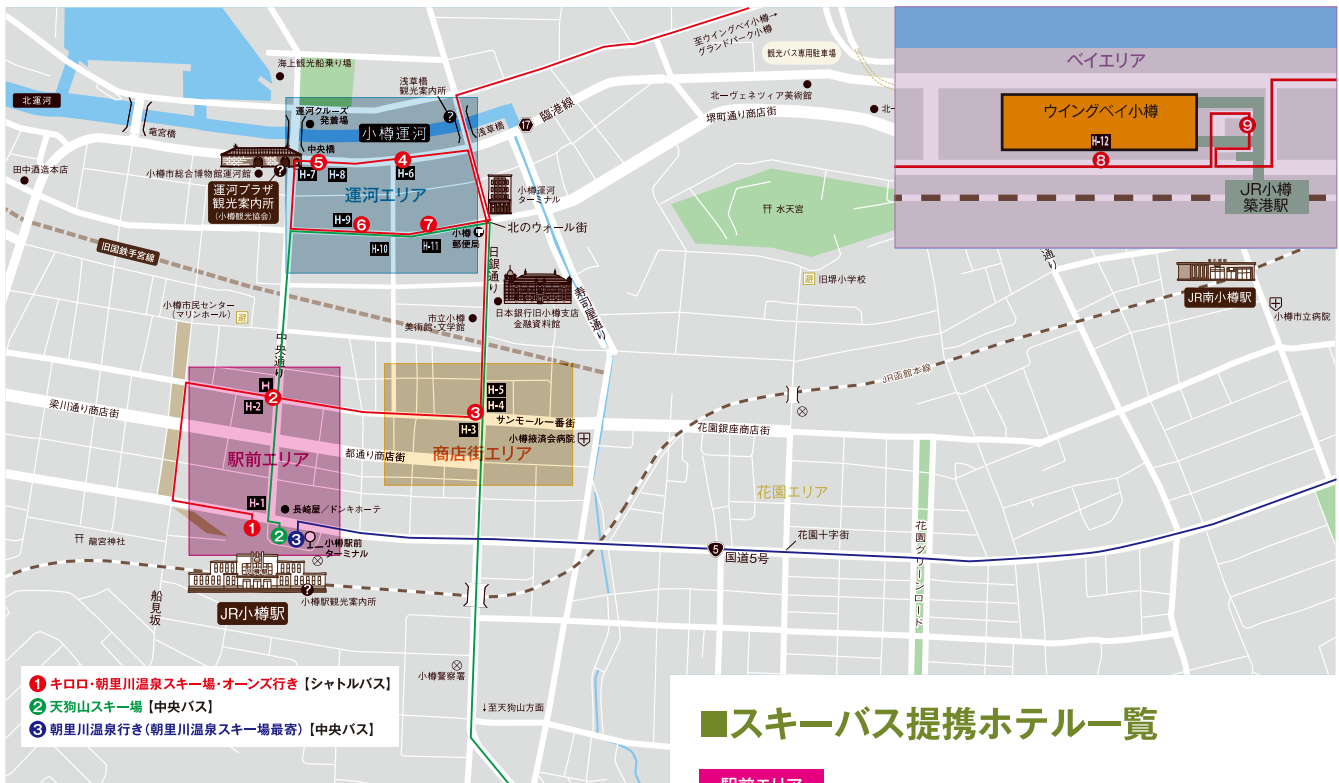 至ウイングベイ小樽→
グランドパーク小樽
観光バス専用駐車場
海上観光船乗り場
浅草橋
観光案内所
北運河
運河クルーズ
発着場
小樽運河
浅草橋
17
臨港線
北一ヴェネツィア美術館
堺町通り商店街
北一
竜宮橋
中央橋
田中酒造本店
小樽市総合博物館運河館
運河プラザ
観光案内所
(小樽観光協会)
5
4
H-7
H-8
H-6
運河エリア
小樽運河
ターミナル
H-9
6
7
H-10
H-11
小樽
郵便局
北のウォール街
水天宮
旧国鉄手宮線
日銀通り
寿司屋通り
避
旧堺小学校
小樽市民センター
(マリンホール)
避
市立小樽
美術館・文学館
日本銀行旧小樽支店
金融資料館
中央通り
ベイエリア
ウイングベイ小樽
H-12
8
9
JR小樽
築港駅
通り
JR南小樽駅
小樽市立病院
JR函館本線
H
H-2
2
H-5
H-4
3
H-3
サンモール一番街
梁川通り商店街
小樽掖済会病院
花園銀座商店街
駅前エリア
都通り商店街
商店街エリア
花園エリア
H-1
1
長崎屋/ドンキホーテ
2
3
小樽駅前
ターミナル
龍宮神社
5
国道5号
花園十字街
花園グリーンロード
小樽駅観光案内所
JR小樽駅
船見坂
小樽警察署
↓至天狗山方面
1 キロロ・朝里川温泉スキー場・オーンズ行き【シャトルバス】
2 天狗山スキー場【中央バス】
3 朝里川温泉行き(朝里川温泉スキー場最寄)【中央バス】
■スキーバス提携ホテル一覧
駅前エリア